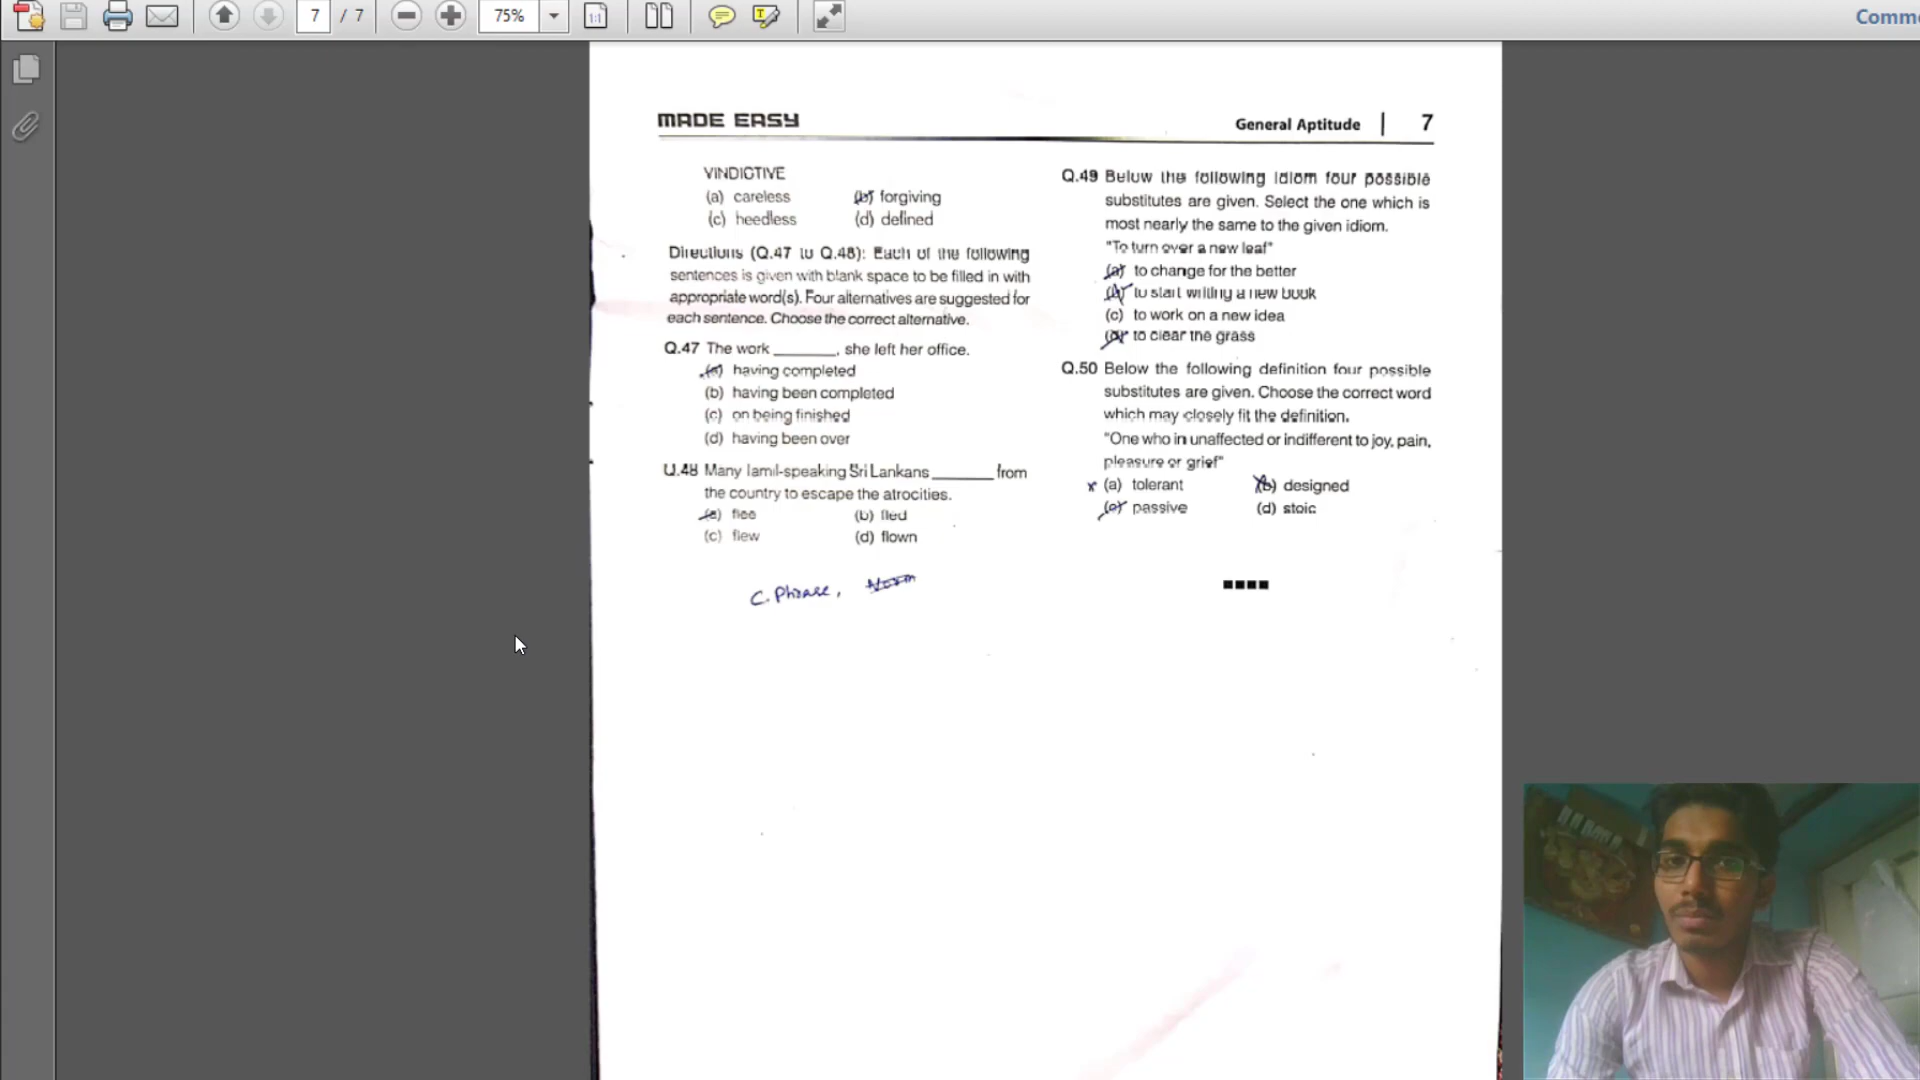 7 / 7
75%
Comme
MADE EASY
General Aptitude | 7
VINDICTIVE
(a) careless (b) forgiving
(c) heedless (d) defined
Directions (Q.47 to Q.48): Each of the following
sentences is given with blank space to be filled in with
appropriate word(s). Four alternatives are suggested for
each sentence. Choose the correct alternative.
Q.47 The work ________, she left her office.
(a) having completed
(b) having been completed
(c) on being finished
(d) having been over
Q.48 Many Tamil-speaking Sri Lankans ________ from
the country to escape the atrocities.
(a) flee (b) fled
(c) flew (d) flown
C. Phrase,
Q.49 Below the following idiom four possible
substitutes are given. Select the one which is
most nearly the same to the given idiom.
"To turn over a new leaf"
(a) to change for the better
(b) to start writing a new book
(c) to work on a new idea
(d) to clear the grass
Q.50 Below the following definition four possible
substitutes are given. Choose the correct word
which may closely fit the definition.
"One who in unaffected or indifferent to joy, pain,
pleasure or grief"
(a) tolerant (b) designed
(c) passive (d) stoic